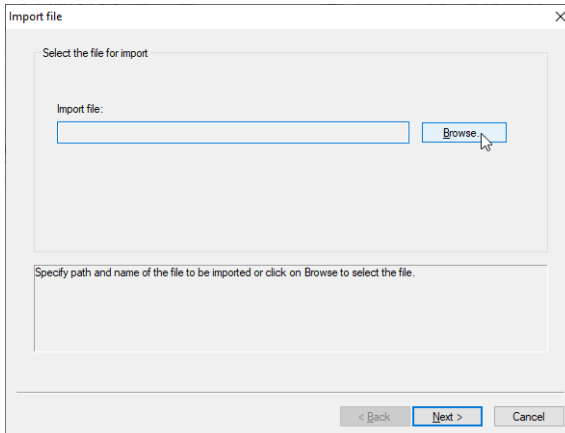 Import file
Select the file for import
Import file:
Browse...
Specify path and name of the file to be imported or click on Browse to select the file.
< Back
Next >
Cancel